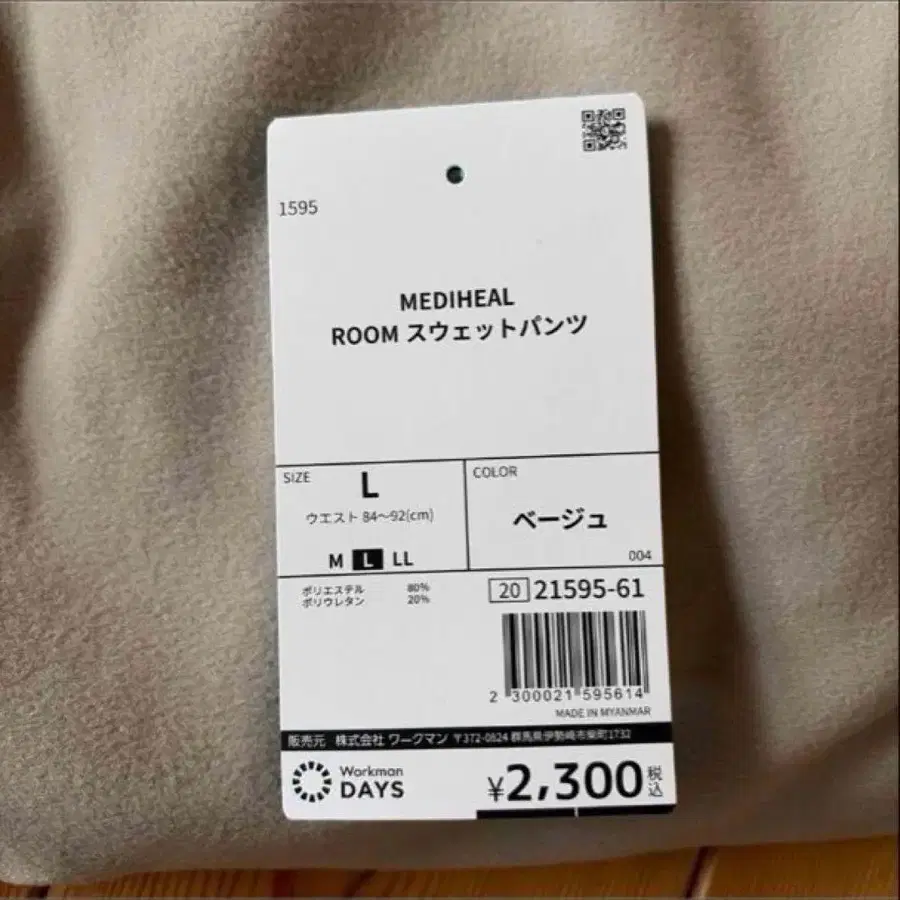 1595
MEDIHEAL
ROOM スウェットパンツ
SIZE
L
ウエスト 84～92(cm)
M L LL
COLOR
ベージュ
004
ポリエステル 80%
ポリウレタン 20%
20 21595-61
2 300021 595614
MADE IN MYANMAR
販売元 株式会社 ワークマン 〒372-0824 群馬県伊勢崎市柴町1732
Workman
DAYS
¥2,300税込